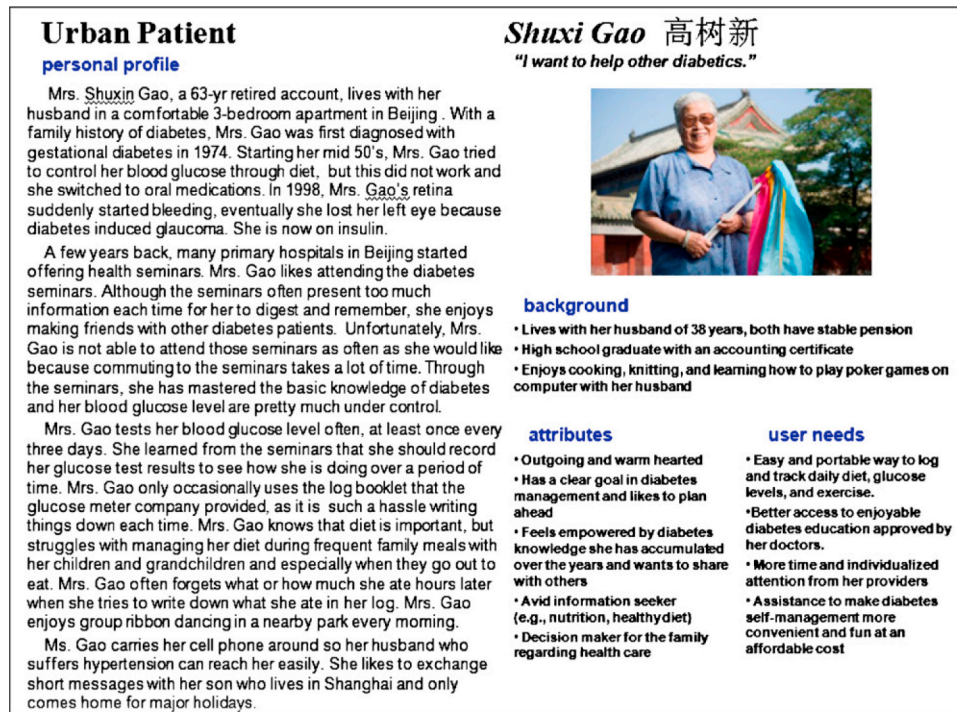 Urban Patient
personal profile
Mrs. Shuxin Gao, a 63-yr retired account, lives with her
husband in a comfortable 3-bedroom apartment in Beijing . With a
family history of diabetes, Mrs. Gao was first diagnosed with
gestational diabetes in 1974. Starting her mid 50's, Mrs. Gao tried
to control her blood glucose through diet, but this did not work and
she switched to oral medications. In 1998, Mrs. Gao's retina
suddenly started bleeding, eventually she lost her left eye because
diabetes induced glaucoma. She is now on insulin.
A few years back, many primary hospitals in Beijing started
offering health seminars. Mrs. Gao likes attending the diabetes
seminars. Although the seminars often present too much
information each time for her to digest and remember, she enjoys
making friends with other diabetes patients. Unfortunately, Mrs.
Gao is not able to attend those seminars as often as she would like
because commuting to the seminars takes a lot of time. Through
the seminars, she has mastered the basic knowledge of diabetes
and her blood glucose level are pretty much under control.
Mrs. Gao tests her blood glucose level often, at least once every
three days. She learned from the seminars that she should record
her glucose test results to see how she is doing over a period of
time. Mrs. Gao only occasionally uses the log booklet that the
glucose meter company provided, as it is such a hassle writing
things down each time. Mrs. Gao knows that diet is important, but
struggles with managing her diet during frequent family meals with
her children and grandchildren and especially when they go out to
eat. Mrs. Gao often forgets what or how much she ate hours later
when she tries to write down what she ate in her log. Mrs. Gao
enjoys group ribbon dancing in a nearby park every morning.
Ms. Gao carries her cell phone around so her husband who
suffers hypertension can reach her easily. She likes to exchange
short messages with her son who lives in Shanghai and only
comes home for major holidays.
Shuxi Gao 高树新
"I want to help other diabetics."
background
• Lives with her husband of 38 years, both have stable pension
• High school graduate with an accounting certificate
• Enjoys cooking, knitting, and learning how to play poker games on
computer with her husband
attributes
• Outgoing and warm hearted
• Has a clear goal in diabetes
management and likes to plan
ahead
• Feels empowered by diabetes
knowledge she has accumulated
over the years and wants to share
with others
• Avid information seeker
(e.g., nutrition, healthy diet)
• Decision maker for the family
regarding health care
user needs
• Easy and portable way to log
and track daily diet, glucose
levels, and exercise.
•Better access to enjoyable
diabetes education approved by
her doctors.
• More time and individualized
attention from her providers
• Assistance to make diabetes
self-management more
convenient and fun at an
affordable cost